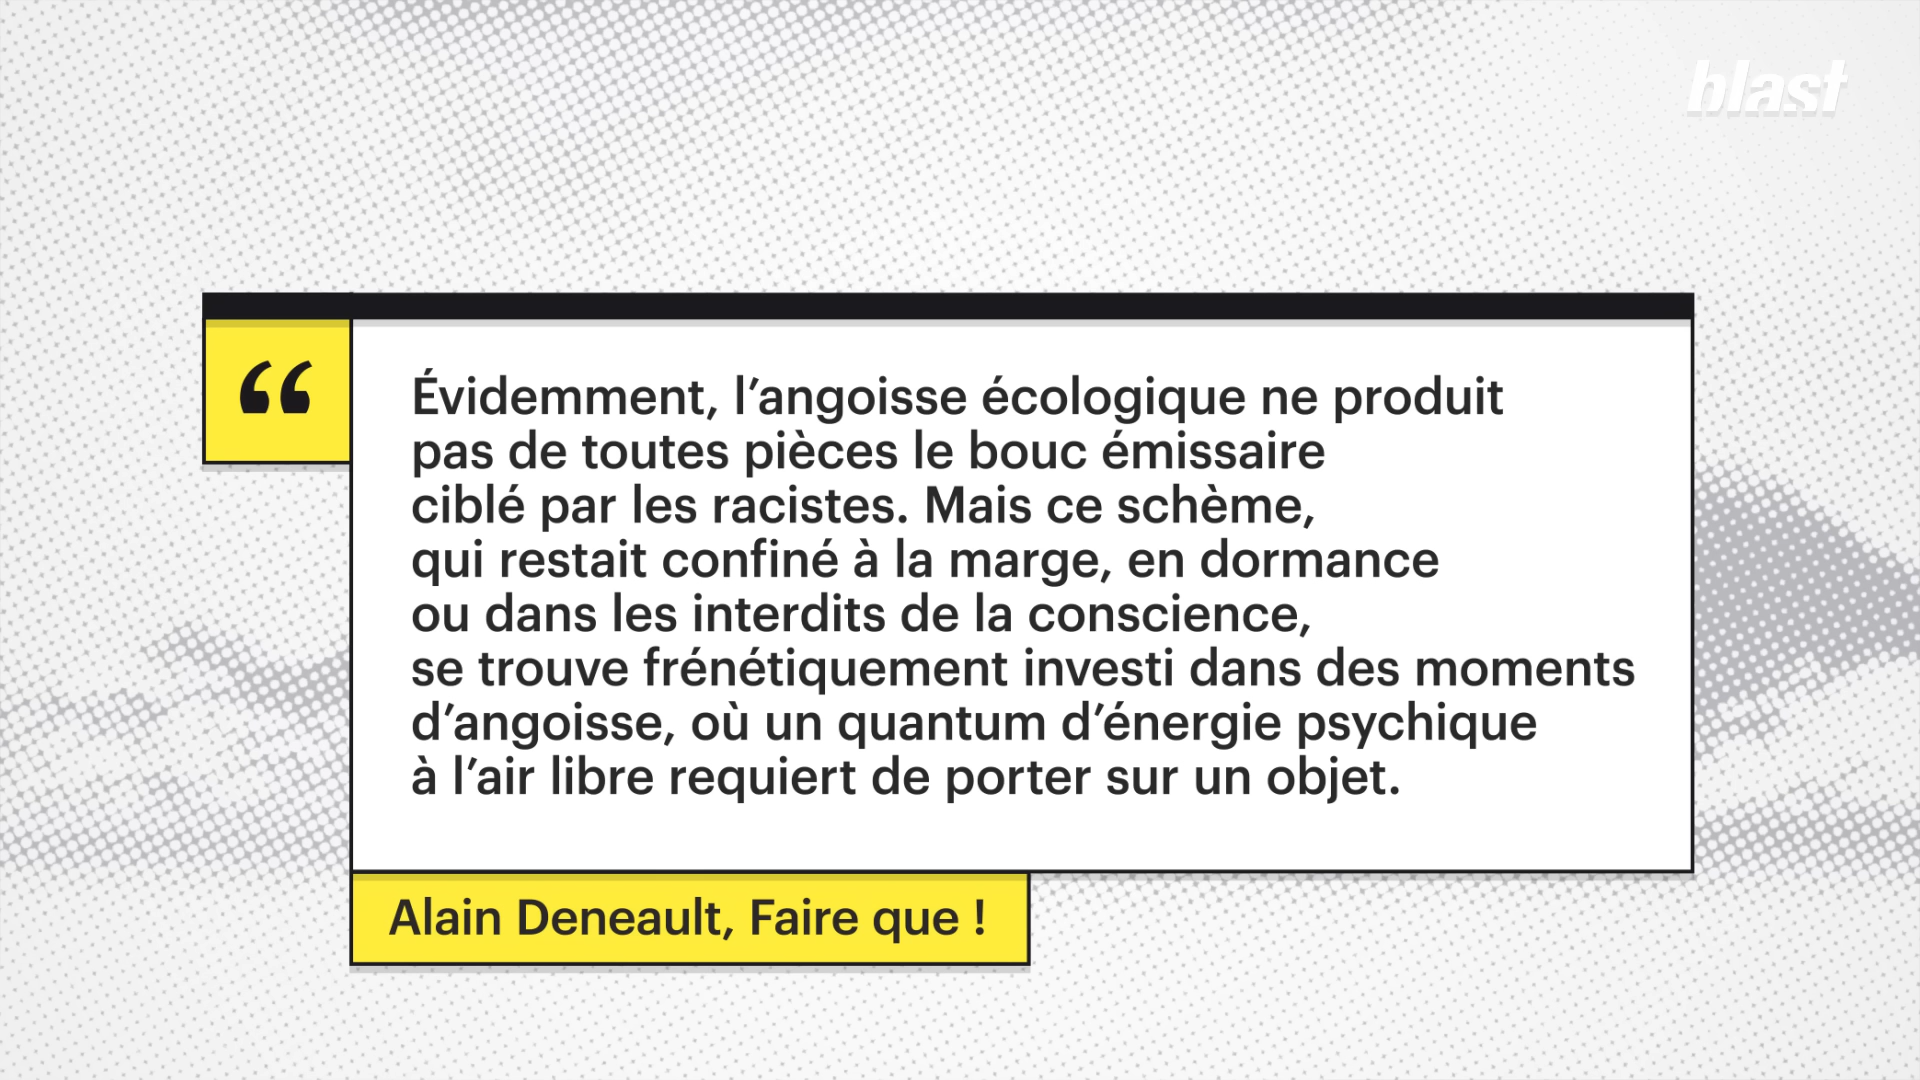 blast
“
Évidemment, l’angoisse écologique ne produit
pas de toutes pièces le bouc émissaire
ciblé par les racistes. Mais ce schème,
qui restait confiné à la marge, en dormance
ou dans les interdits de la conscience,
se trouve frénétiquement investi dans des moments
d’angoisse, où un quantum d’énergie psychique
à l’air libre requiert de porter sur un objet.
Alain Deneault, Faire que !